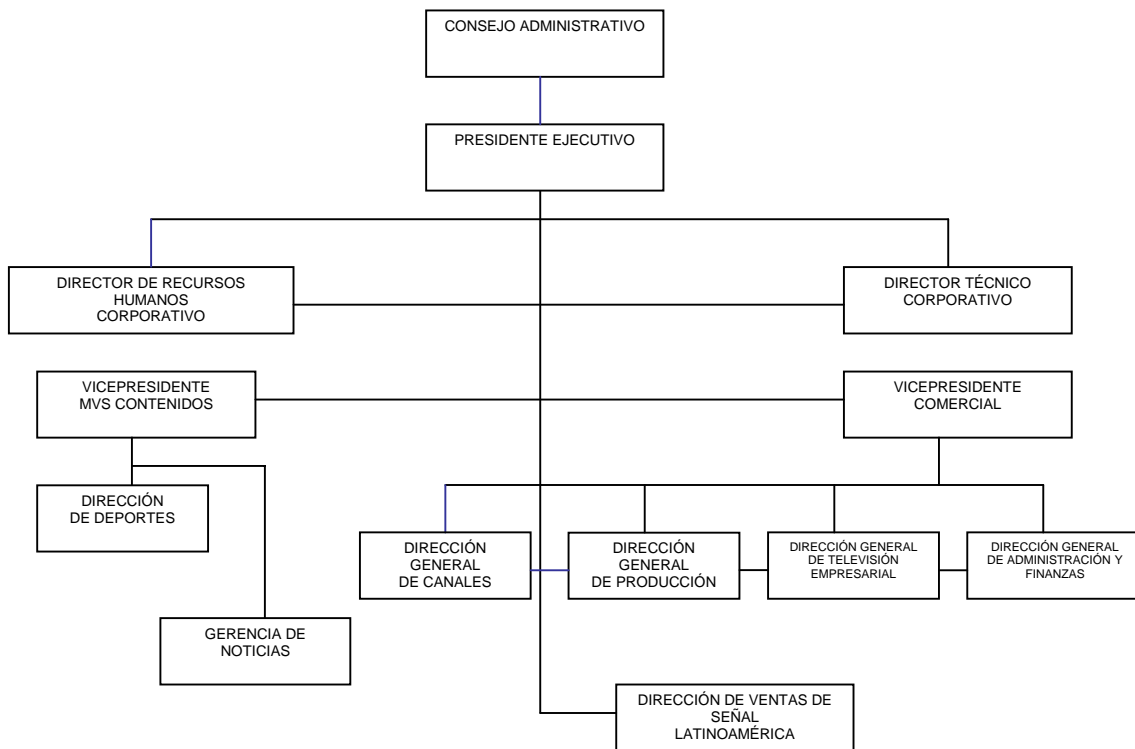 CONSEJO ADMINISTRATIVO
PRESIDENTE EJECUTIVO
DIRECTOR DE RECURSOS
HUMANOS
CORPORATIVO
DIRECTOR TÉCNICO
CORPORATIVO
VICEPRESIDENTE
MVS CONTENIDOS
VICEPRESIDENTE
COMERCIAL
DIRECCIÓN
DE DEPORTES
DIRECCIÓN
GENERAL
DE CANALES
DIRECCIÓN
GENERAL
DE PRODUCCIÓN
DIRECCIÓN GENERAL
DE TELEVISIÓN
EMPRESARIAL
DIRECCIÓN GENERAL
DE ADMINISTRACIÓN Y
FINANZAS
GERENCIA DE
NOTICIAS
DIRECCIÓN DE VENTAS DE
SEÑAL
LATINOAMÉRICA